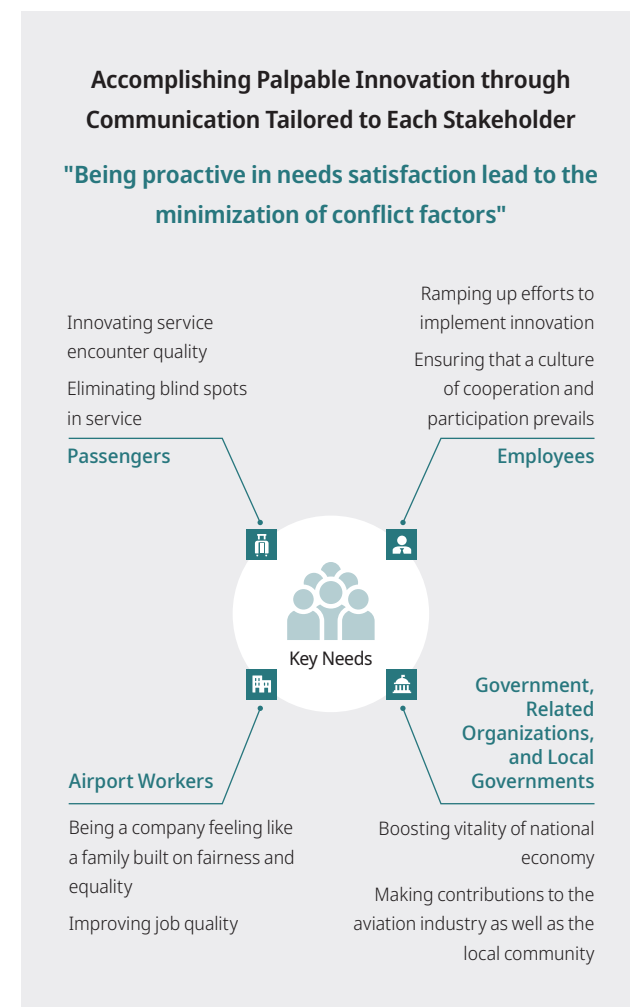 Accomplishing Palpable Innovation through
Communication Tailored to Each Stakeholder
"Being proactive in needs satisfaction lead to the
minimization of conflict factors"
Innovating service
encounter quality
Eliminating blind spots
in service
Passengers
Ramping up efforts to
implement innovation
Ensuring that a culture
of cooperation and
participation prevails
Employees
Key Needs
Airport Workers
Being a company feeling like
a family built on fairness and
equality
Improving job quality
Government,
Related
Organizations,
and Local
Governments
Boosting vitality of national
economy
Making contributions to the
aviation industry as well as the
local community